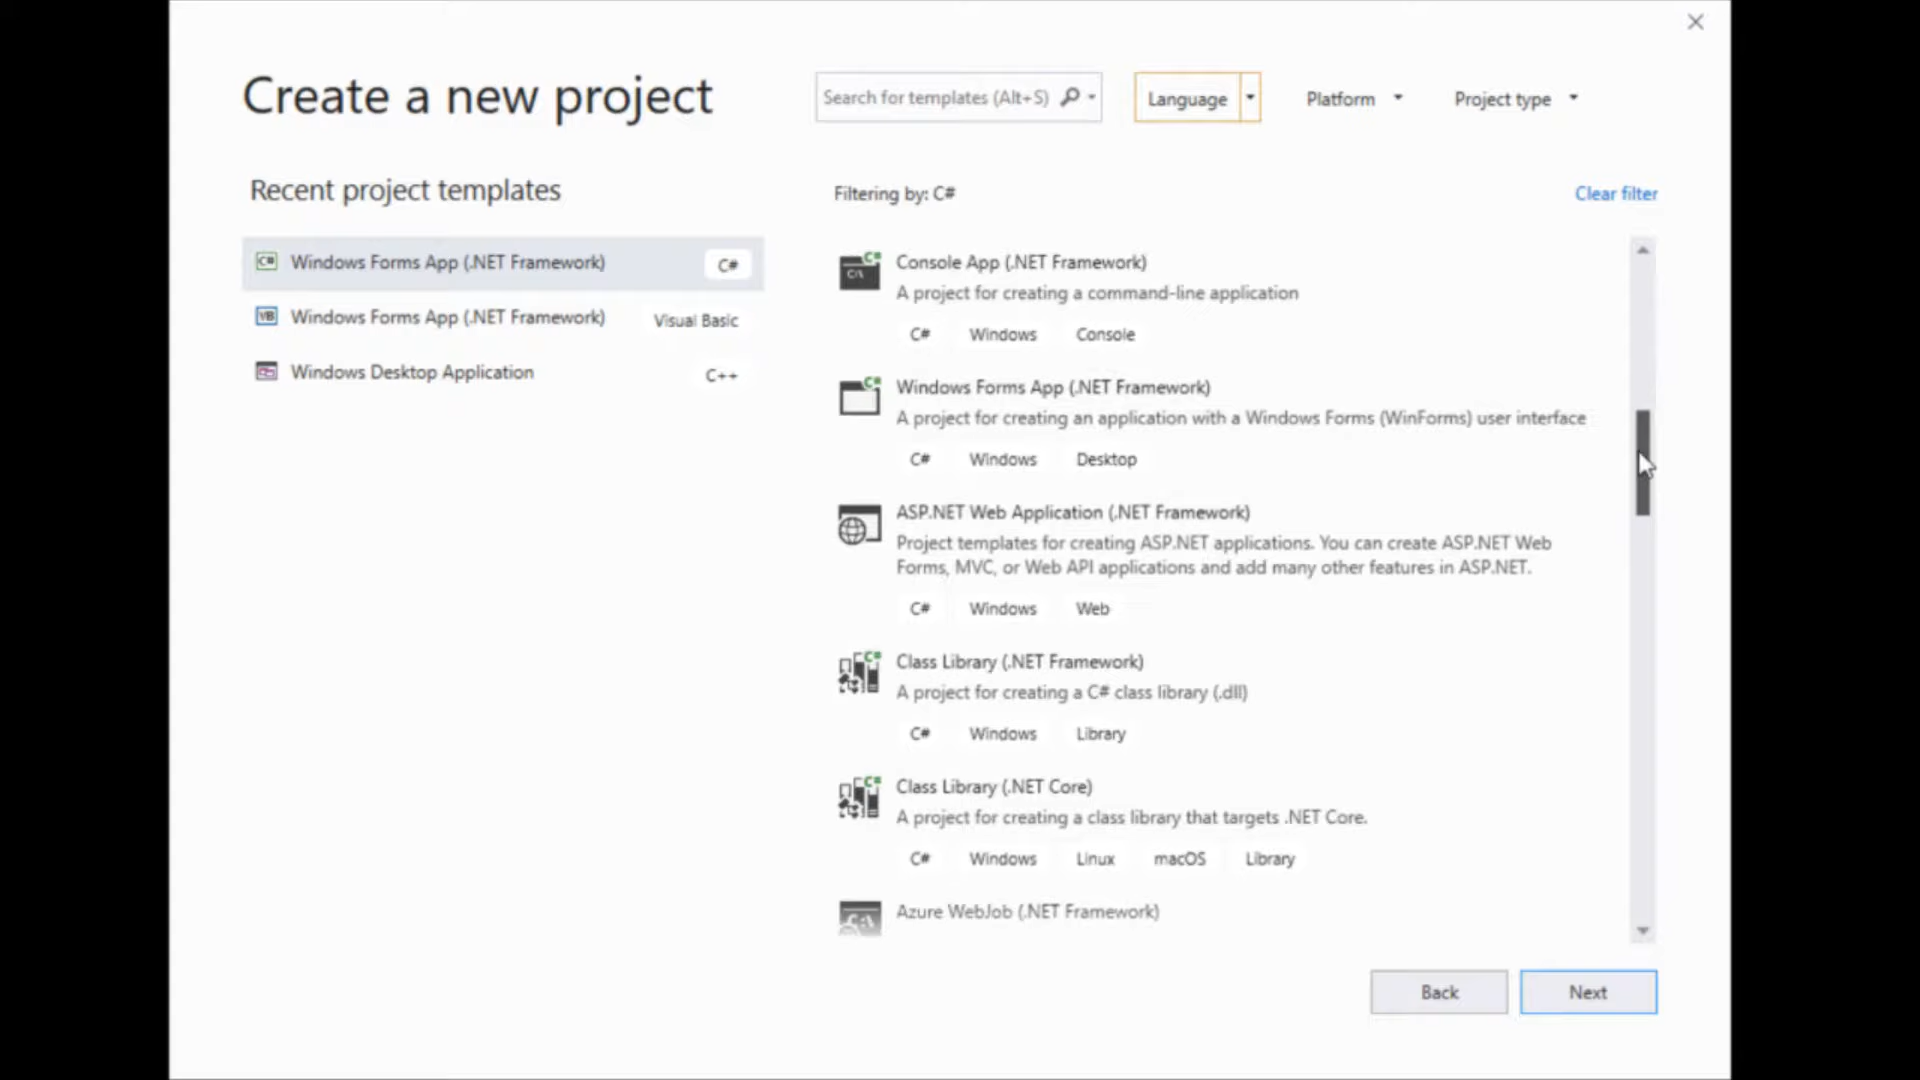 Create a new project
Search for templates (Alt+S)
Language
Platform
Project type
Recent project templates
Filtering by: C#
Clear filter
C# Windows Forms App (.NET Framework) C#
VB Windows Forms App (.NET Framework) Visual Basic
Windows Desktop Application C++
C# C:\ Console App (.NET Framework)
A project for creating a command-line application
C# Windows Console
C# Windows Forms App (.NET Framework)
A project for creating an application with a Windows Forms (WinForms) user interface
C# Windows Desktop
ASP.NET Web Application (.NET Framework)
Project templates for creating ASP.NET applications. You can create ASP.NET Web
Forms, MVC, or Web API applications and add many other features in ASP.NET.
C# Windows Web
C# Class Library (.NET Framework)
A project for creating a C# class library (.dll)
C# Windows Library
C# Class Library (.NET Core)
A project for creating a class library that targets .NET Core.
C# Windows Linux macOS Library
Azure WebJob (.NET Framework)
Back
Next